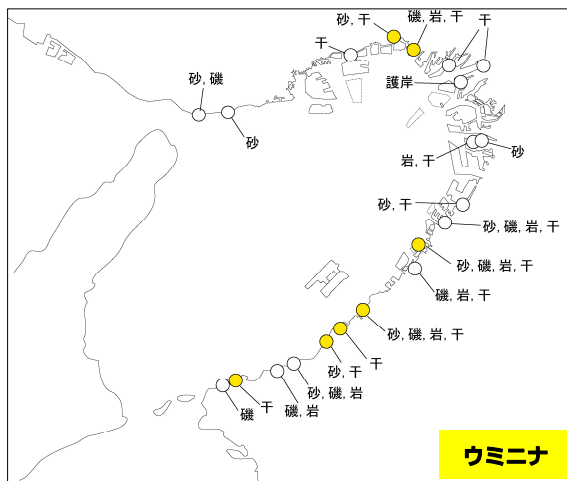 砂, 干
磯, 岩, 干
干
干
砂, 磯
護岸
砂
岩, 干
砂
砂, 干
砂, 磯, 岩, 干
砂, 磯, 岩, 干
磯, 岩, 干
砂, 磯, 岩, 干
干
砂, 干
砂, 磯, 岩
磯, 岩
干
磯
ウミニナ